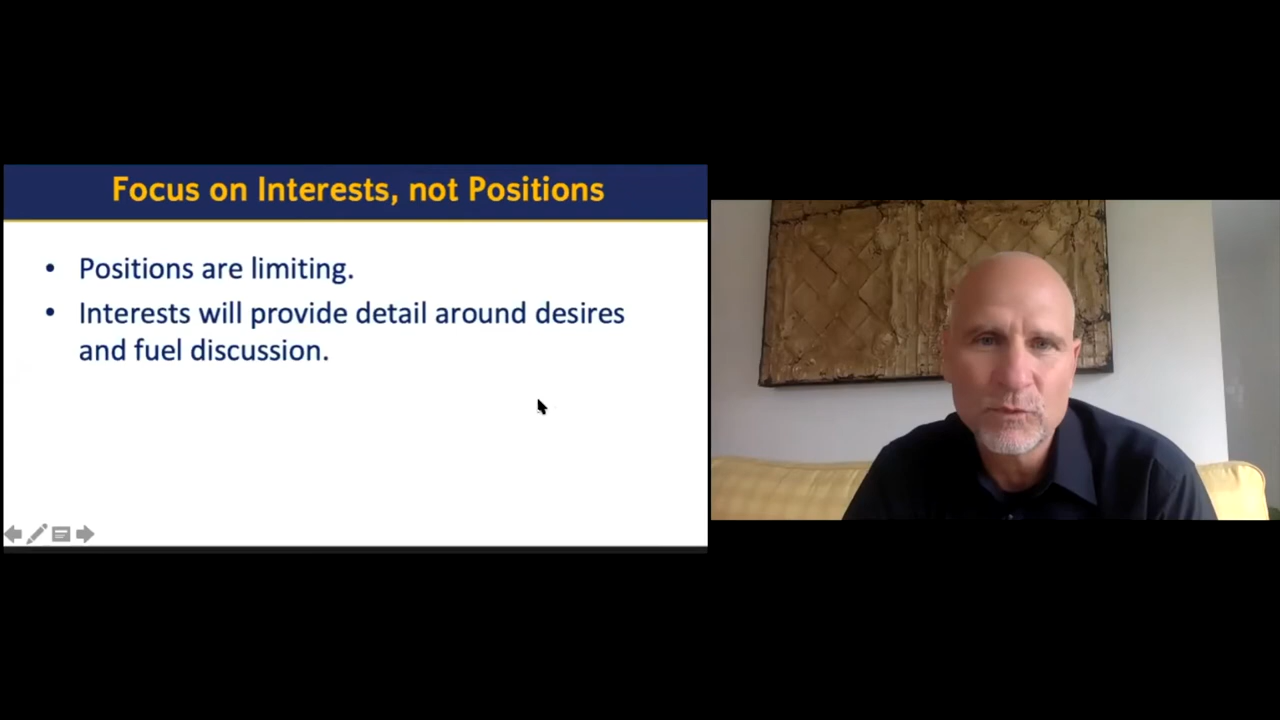 Focus on Interests, not Positions
• Positions are limiting.
• Interests will provide detail around desires
and fuel discussion.